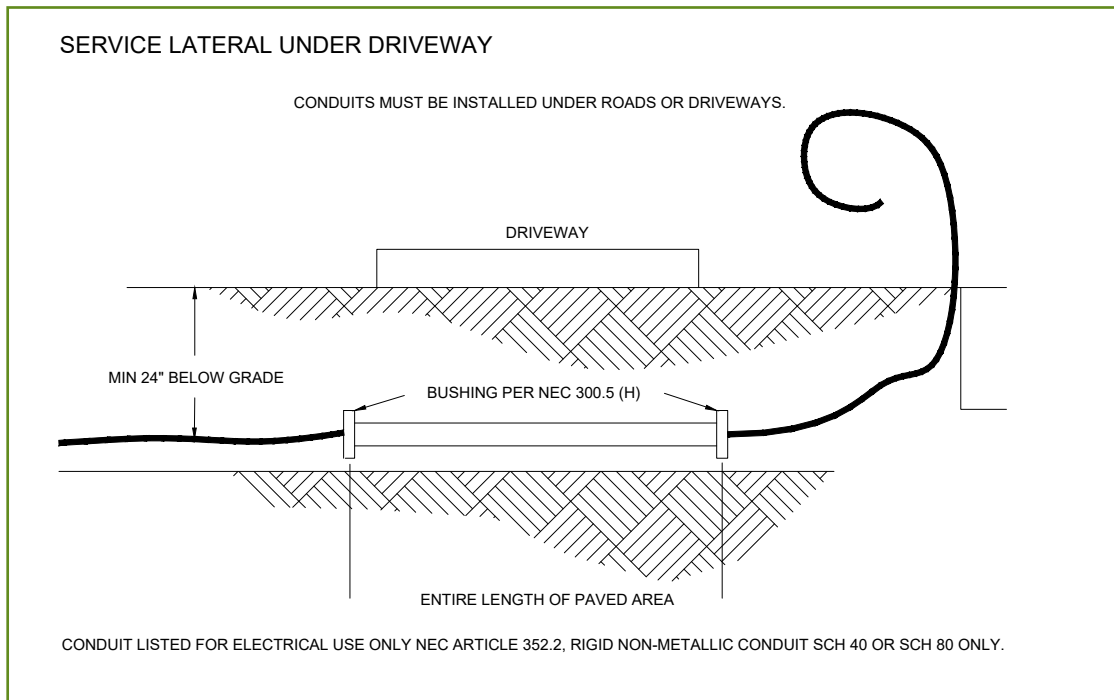 SERVICE LATERAL UNDER DRIVEWAY
CONDUITS MUST BE INSTALLED UNDER ROADS OR DRIVEWAYS.
DRIVEWAY
MIN 24" BELOW GRADE
BUSHING PER NEC 300.5 (H)
ENTIRE LENGTH OF PAVED AREA
CONDUIT LISTED FOR ELECTRICAL USE ONLY NEC ARTICLE 352.2, RIGID NON-METALLIC CONDUIT SCH 40 OR SCH 80 ONLY.